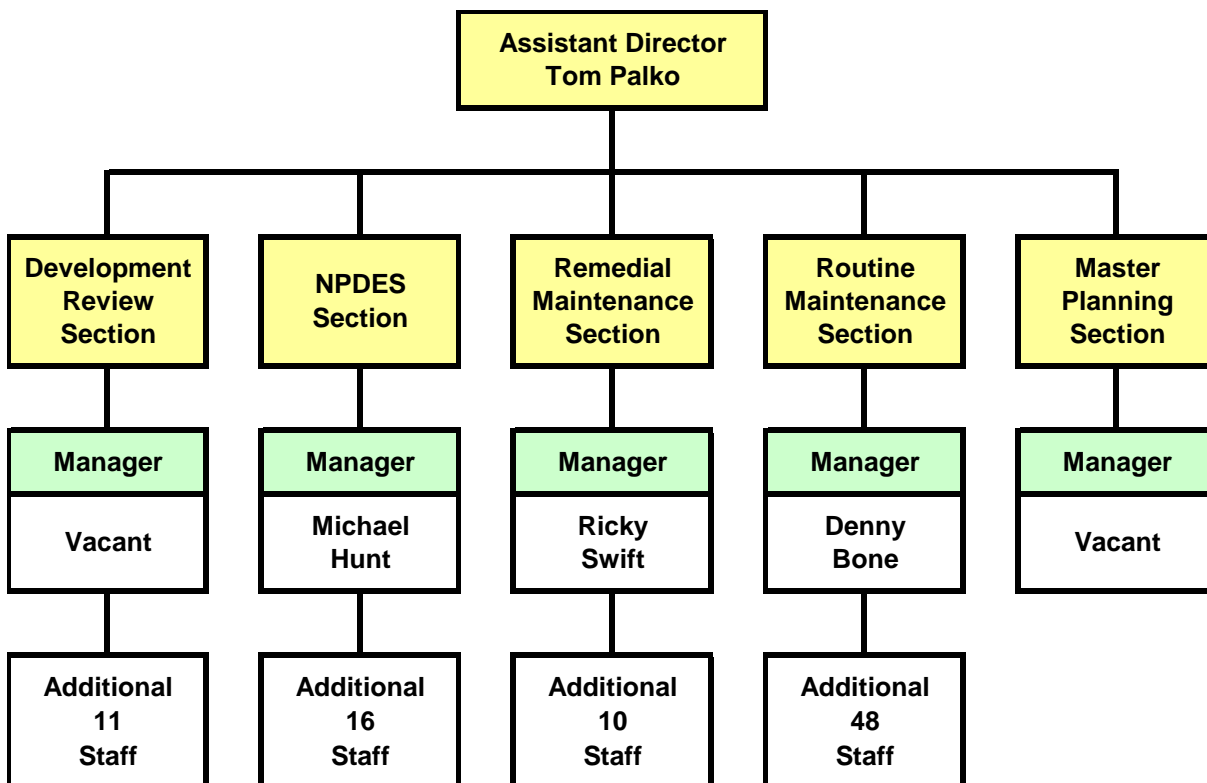 Assistant Director
Tom Palko
Development
Review
Section
NPDES
Section
Remedial
Maintenance
Section
Routine
Maintenance
Section
Master
Planning
Section
Manager
Vacant
Manager
Michael
Hunt
Manager
Ricky
Swift
Manager
Denny
Bone
Manager
Vacant
Additional
11
Staff
Additional
16
Staff
Additional
10
Staff
Additional
48
Staff